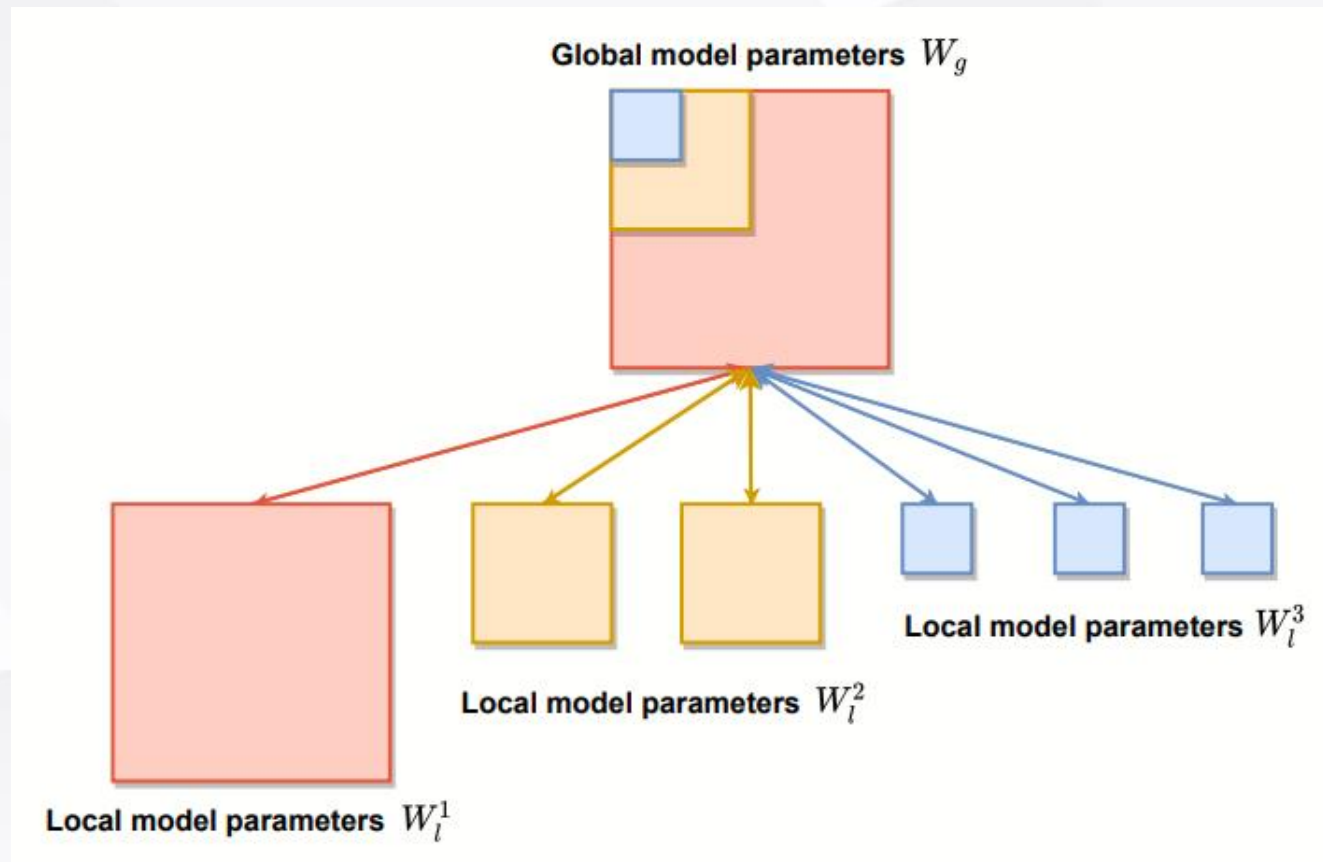 Global model parameters $W_g$
Local model parameters $W_l^3$
Local model parameters $W_l^2$
Local model parameters $W_l^1$